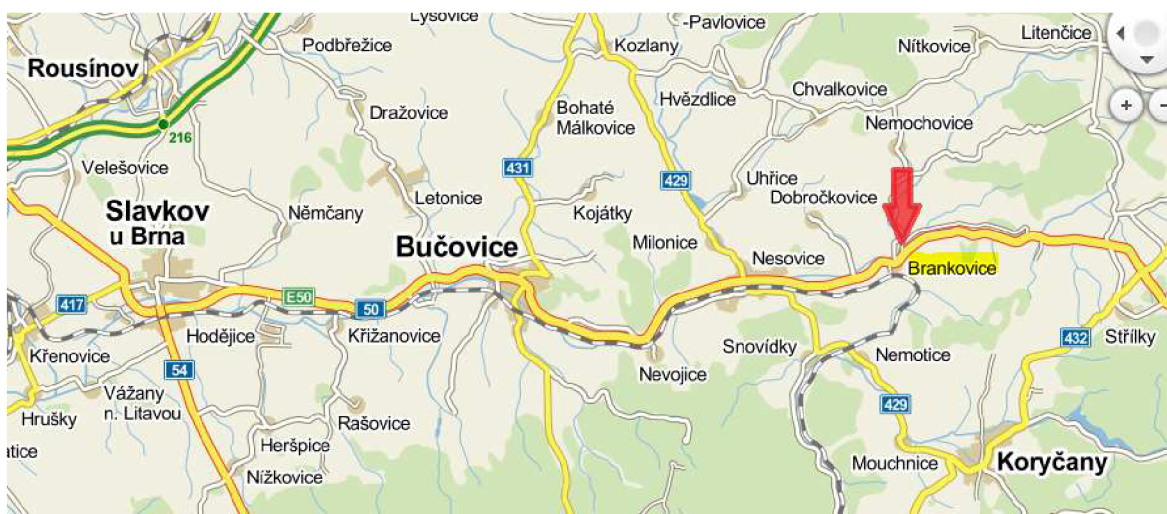 Lysovice
-Pavlovice
Litenčice
Podbřežice
Kozlany
Nítkovice
Rousínov
Chvalkovice
Hvězdlice
Bohaté
Málkovice
Dražovice
Nemochovice
216
Velešovice
431
429
Uhřice
Dobročkovice
Letonice
Kojátky
Slavkov
u Brna
Němčany
Milonice
Bučovice
Nesovice
Brankovice
E50
417
50
Hodějice
Křižanovice
Střílky
432
Křenovice
Snovídky
Nemotice
54
Nevojice
Vážany
n. Litavou
429
Hrušky
Rašovice
Heršpice
atice
Mouchnice
Koryčany
Nížkovice